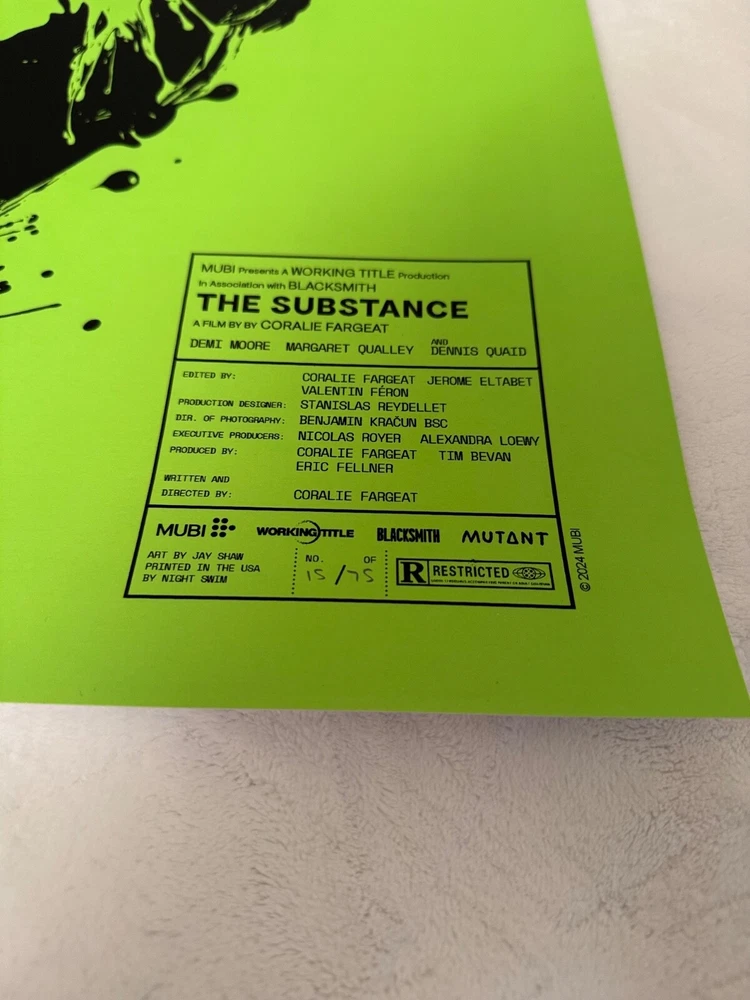 MUBI Presents A WORKING TITLE Production
In Association with BLACKSMITH
THE SUBSTANCE
A FILM BY BY CORALIE FARGEAT
DEMI MOORE MARGARET QUALLEY AND DENNIS QUAID
EDITED BY: CORALIE FARGEAT JEROME ELTABET
VALENTIN FÉRON
PRODUCTION DESIGNER: STANISLAS REYDELLET
DIR. OF PHOTOGRAPHY: BENJAMIN KRAČUN BSC
EXECUTIVE PRODUCERS: NICOLAS ROYER ALEXANDRA LOEWY
PRODUCED BY: CORALIE FARGEAT TIM BEVAN
ERIC FELLNER
WRITTEN AND
DIRECTED BY: CORALIE FARGEAT
MUBI WORKING TITLE BLACKSMITH MUTANT
ART BY JAY SHAW
PRINTED IN THE USA
BY NIGHT SWIM
NO. OF
15 /75
R RESTRICTED
© 2024 MUBI